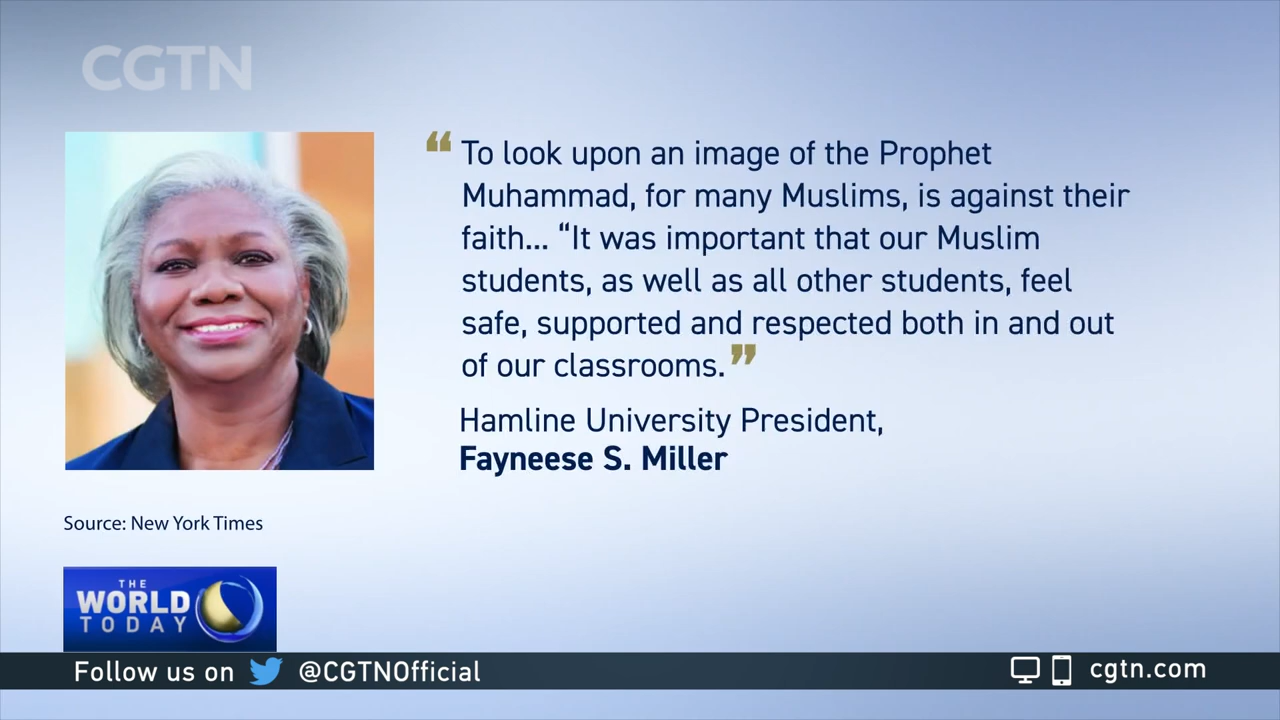 CGTN
“ To look upon an image of the Prophet
Muhammad, for many Muslims, is against their
faith... “It was important that our Muslim
students, as well as all other students, feel
safe, supported and respected both in and out
of our classrooms. ”
Hamline University President,
Fayneese S. Miller
Source: New York Times
THE
WORLD
TODAY
Follow us on @CGTNOfficial
cgtn.com